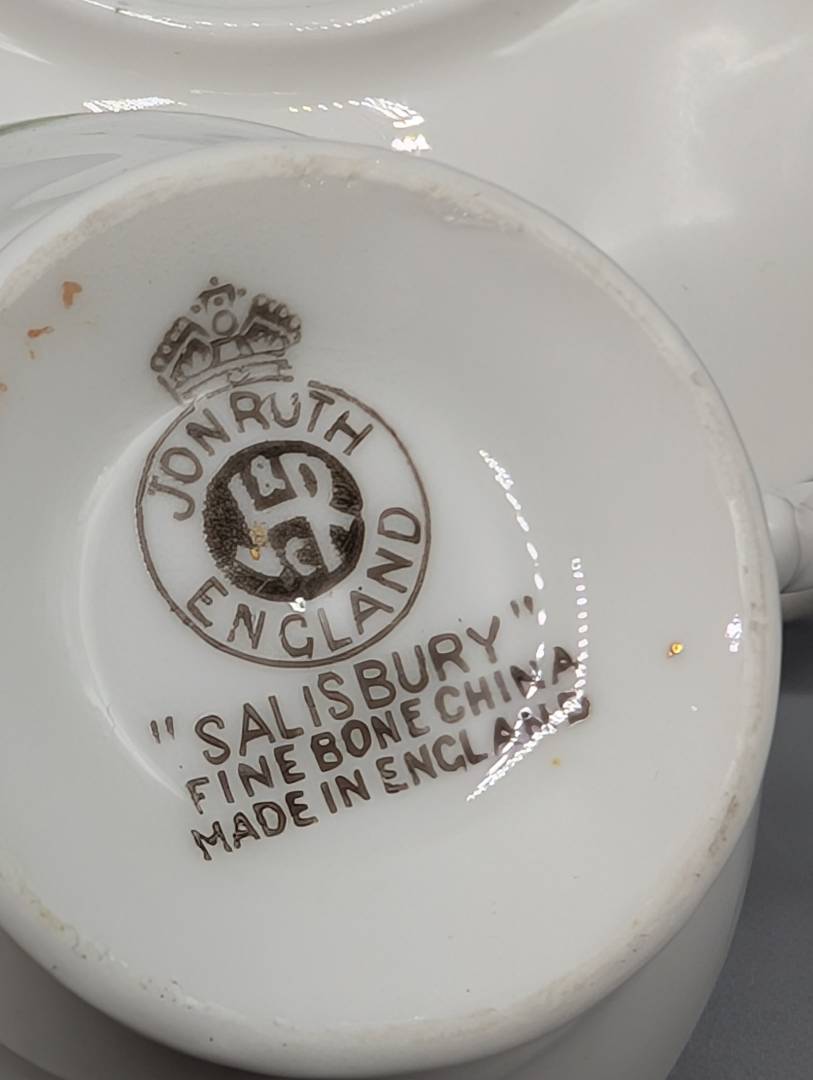 JONRUTH
ENGLAND
"SALISBURY"
FINE BONE CHINA
MADE IN ENGLAND